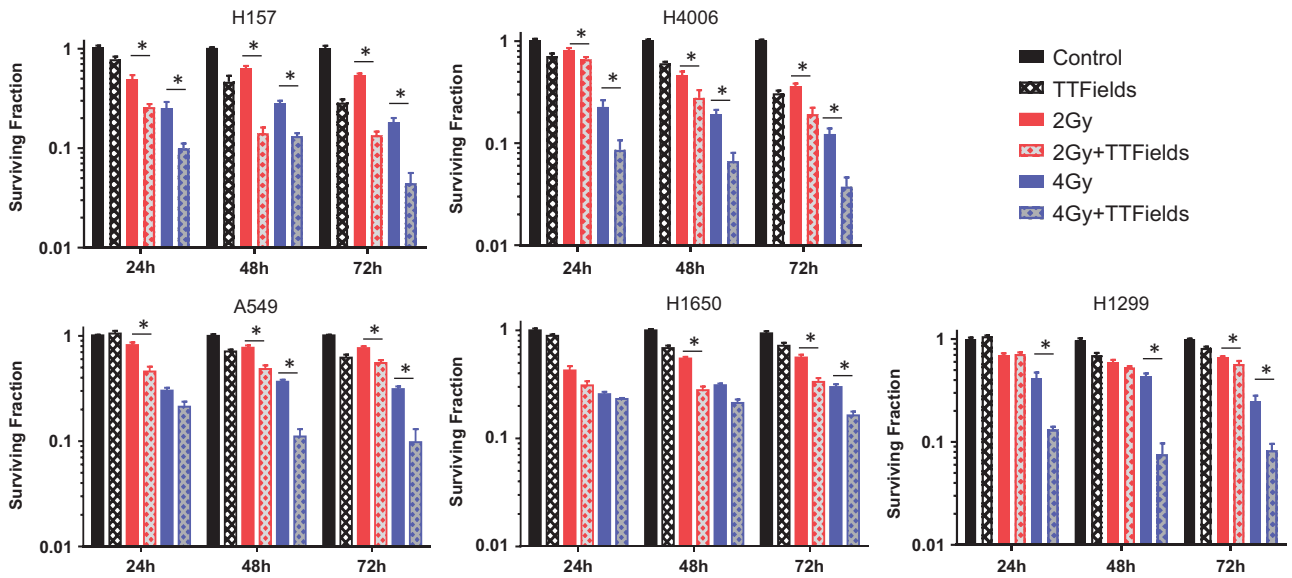 H157
Surviving Fraction
1
0.1
0.01
* * * * * *
24h 48h 72h
H4006
Surviving Fraction
1
0.1
0.01
* * * * * *
24h 48h 72h
Control
TTFields
2Gy
2Gy+TTFields
4Gy
4Gy+TTFields
A549
Surviving Fraction
1
0.1
0.01
* * * * *
24h 48h 72h
H1650
Surviving Fraction
1
0.1
0.01
* * *
24h 48h 72h
H1299
Surviving Fraction
1
0.1
0.01
* * * *
24h 48h 72h